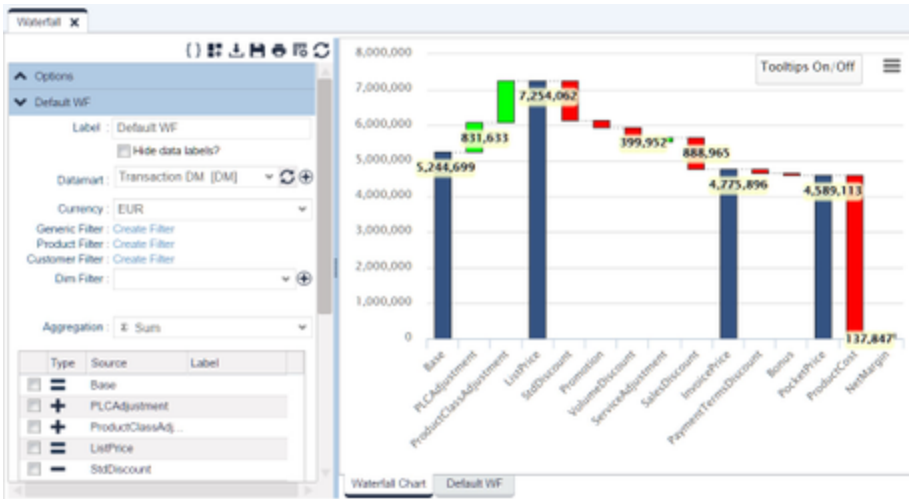 Waterfall
Options
Default WF
Label : Default WF
Hide data labels?
Datamart : Transaction DM [DM]
Currency : EUR
Generic Filter : Create Filter
Product Filter : Create Filter
Customer Filter : Create Filter
Dim Filter :
Aggregation : Σ Sum
Type Source Label
Base
PLCAdjustment
ProductClassAdj...
ListPrice
StdDiscount
Tooltips On/Off
8,000,000
7,000,000
6,000,000
5,000,000
4,000,000
3,000,000
2,000,000
1,000,000
0
5,244,699
831,633
7,254,062
399,952
888,965
4,775,896
4,589,113
137,847
Base
PLCAdjustment
ProductClassAdjustment
ListPrice
StdDiscount
Promotion
VolumeDiscount
ServiceAdjustment
SalesDiscount
InvoicePrice
PaymentTermsDiscount
Bonus
PocketPrice
ProductCost
NetMargin
Waterfall Chart
Default WF